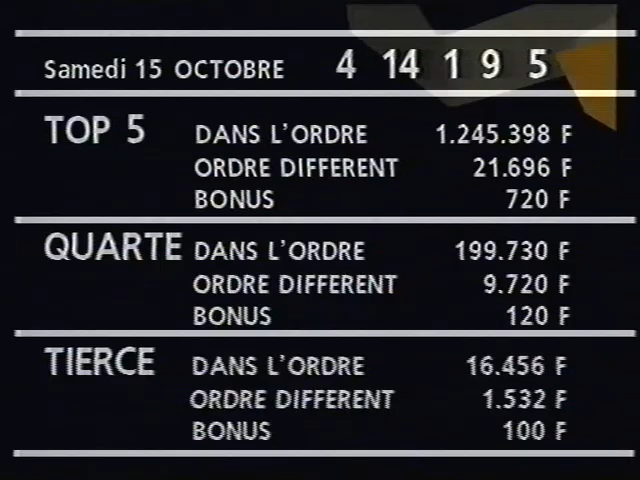 Samedi 15 OCTOBRE 4 14 1 9 5
TOP 5 DANS L'ORDRE 1.245.398 F
ORDRE DIFFERENT 21.696 F
BONUS 720 F
QUARTE DANS L'ORDRE 199.730 F
ORDRE DIFFERENT 9.720 F
BONUS 120 F
TIERCE DANS L'ORDRE 16.456 F
ORDRE DIFFERENT 1.532 F
BONUS 100 F